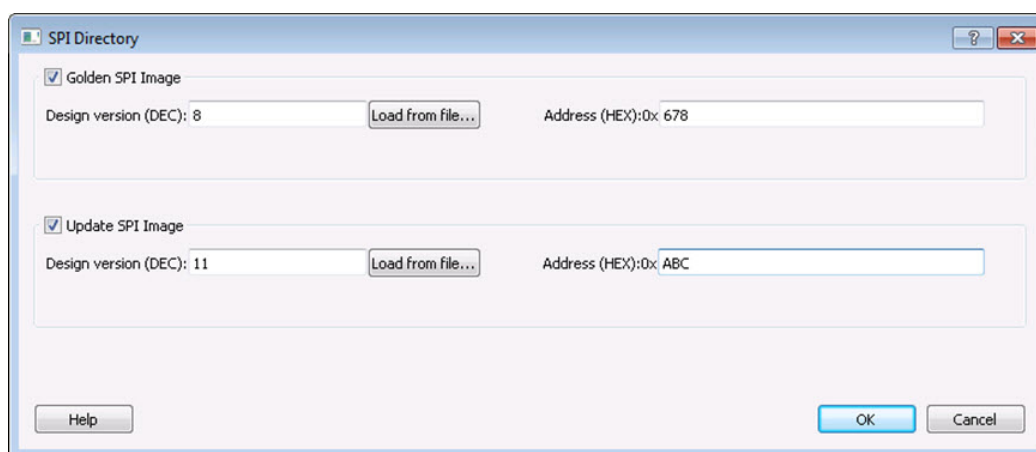 SPI Directory
Golden SPI Image
Design version (DEC): 8 Load from file... Address (HEX):0x 678
Update SPI Image
Design version (DEC): 11 Load from file... Address (HEX):0x ABC
Help OK Cancel